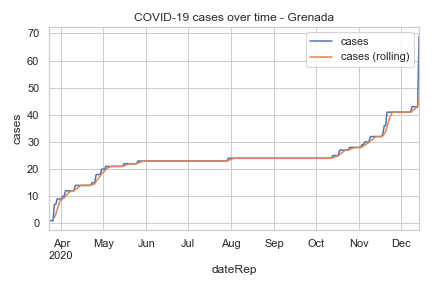 COVID-19 cases over time - Grenada
cases
cases (rolling)
70
60
50
40
30
20
10
0
cases
Apr May Jun Jul Aug Sep Oct Nov Dec
2020
dateRep